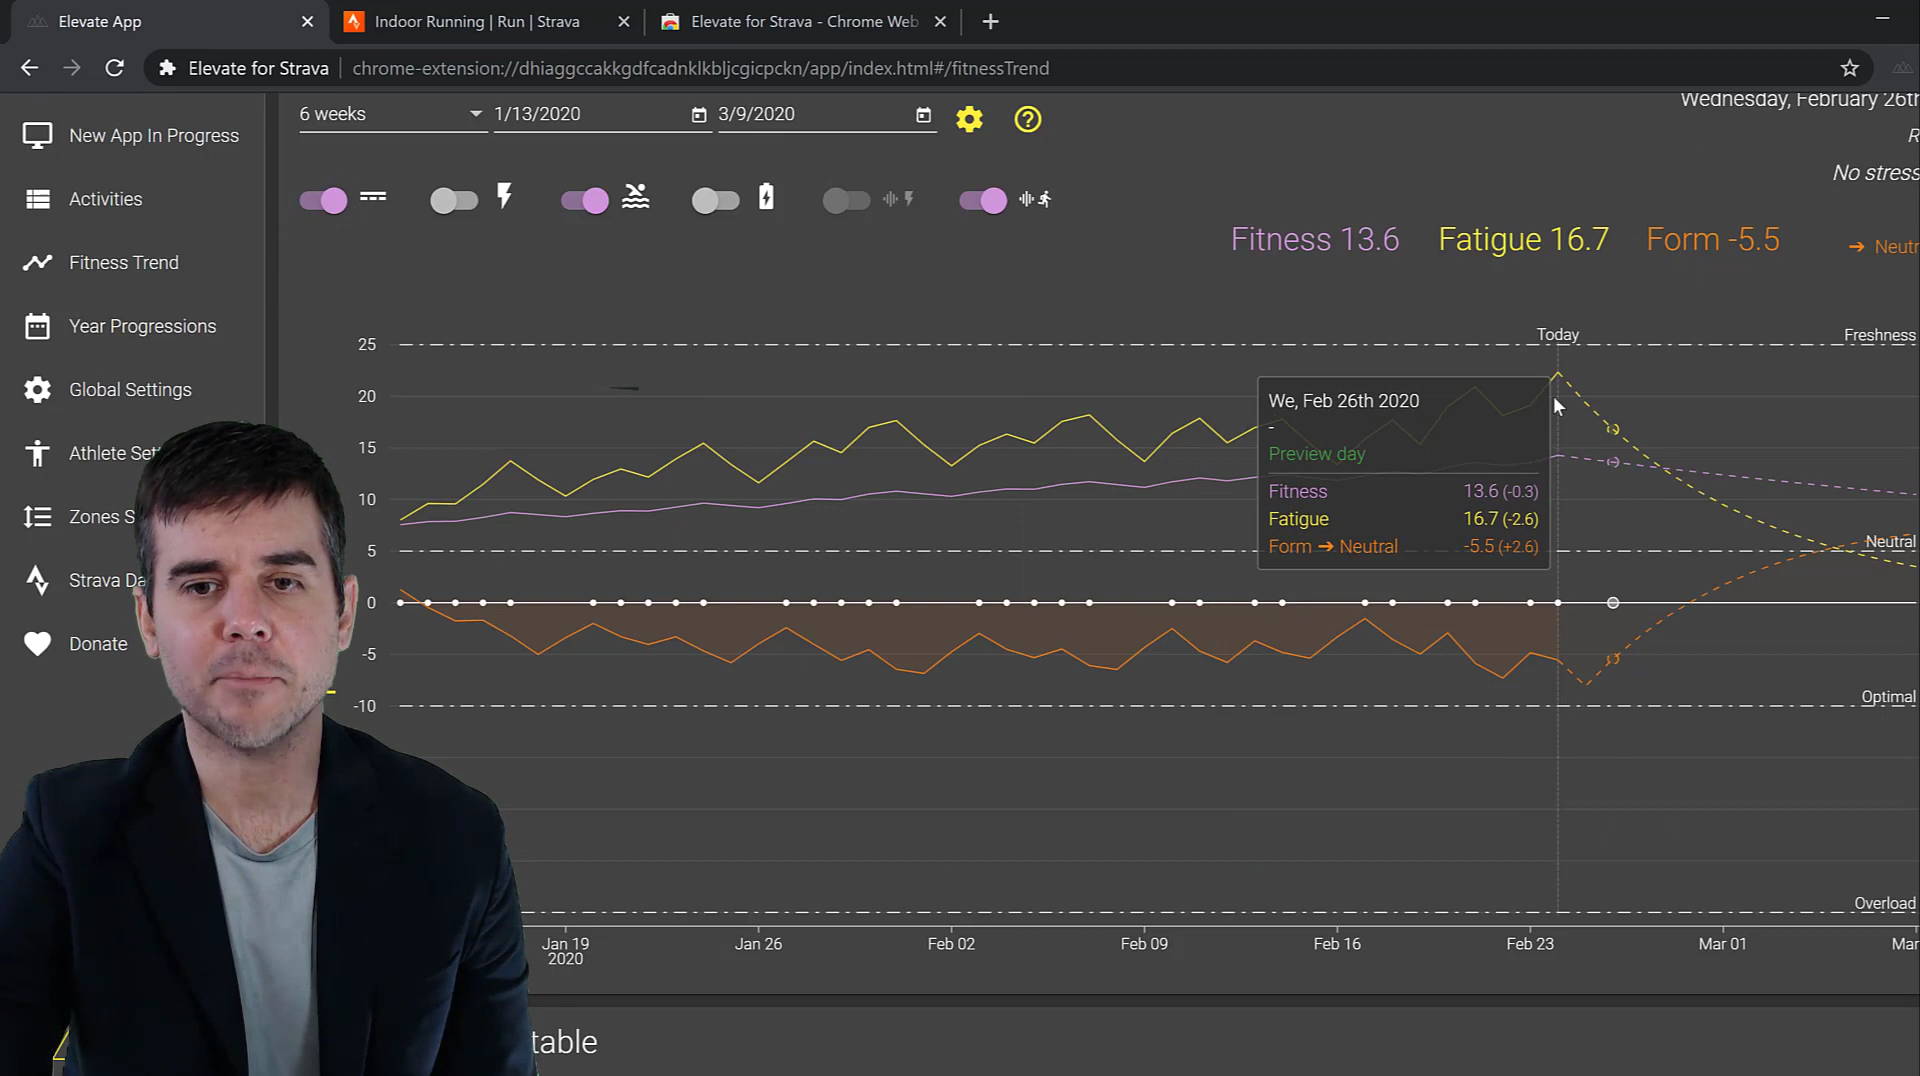 Elevate App
Indoor Running | Run | Strava
Elevate for Strava - Chrome Web
Elevate for Strava
chrome-extension://dhiaggccakkgdfcadnklkbljcgicpckn/app/index.html#/fitnessTrend
Wednesday, February 26th
6 weeks
1/13/2020
3/9/2020
New App In Progress
R
No stress
Activities
Fitness 13.6
Fatigue 16.7
Form -5.5
➔ Neutr
Fitness Trend
Year Progressions
Global Settings
Athlete Set
Zones S
Strava Da
Donate
Today
Freshness
25
20
15
10
5
0
-5
-10
We, Feb 26th 2020
-
Preview day
Fitness 13.6 (-0.3)
Fatigue 16.7 (-2.6)
Form ➔ Neutral -5.5 (+2.6)
Neutral
Optimal
Overload
Jan 19
2020
Jan 26
Feb 02
Feb 09
Feb 16
Feb 23
Mar 01
Mar
table